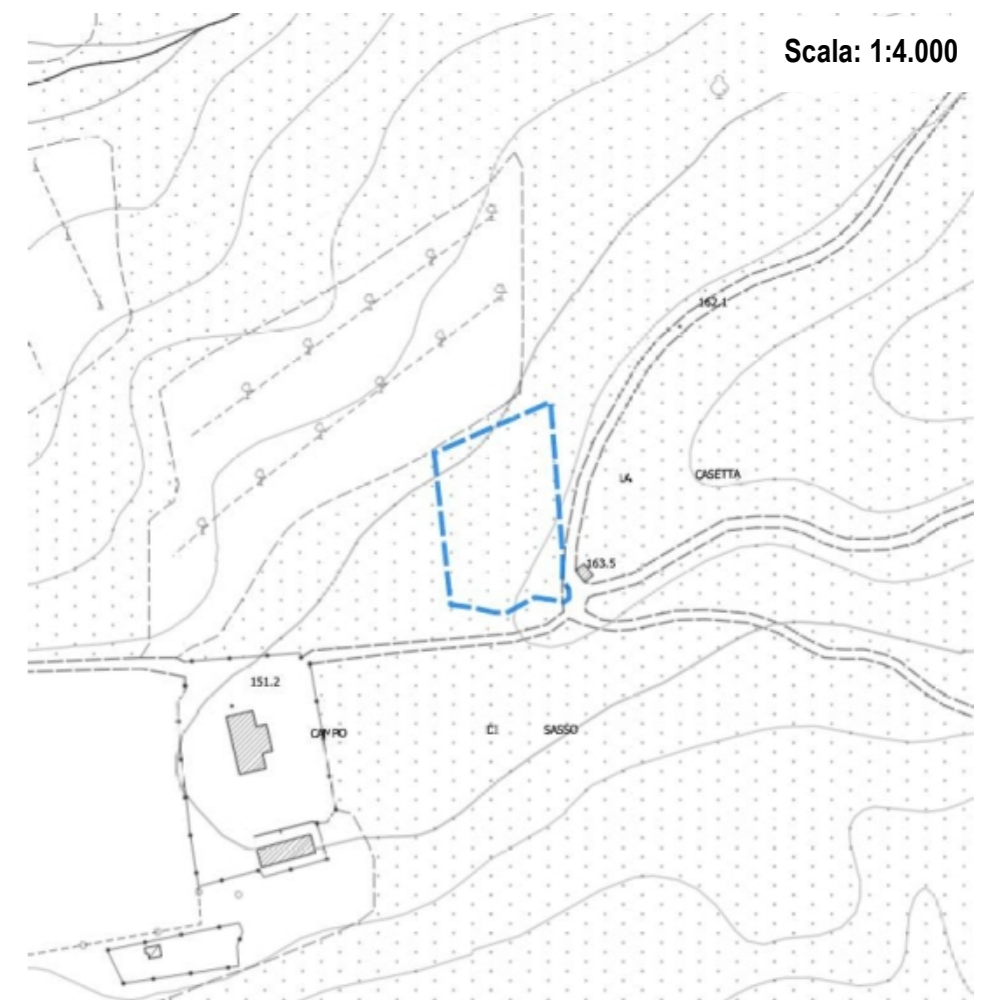 Scala: 1:4.000
162.1
LA CASETTA
163.5
151.2
CAMPO DI SASSO